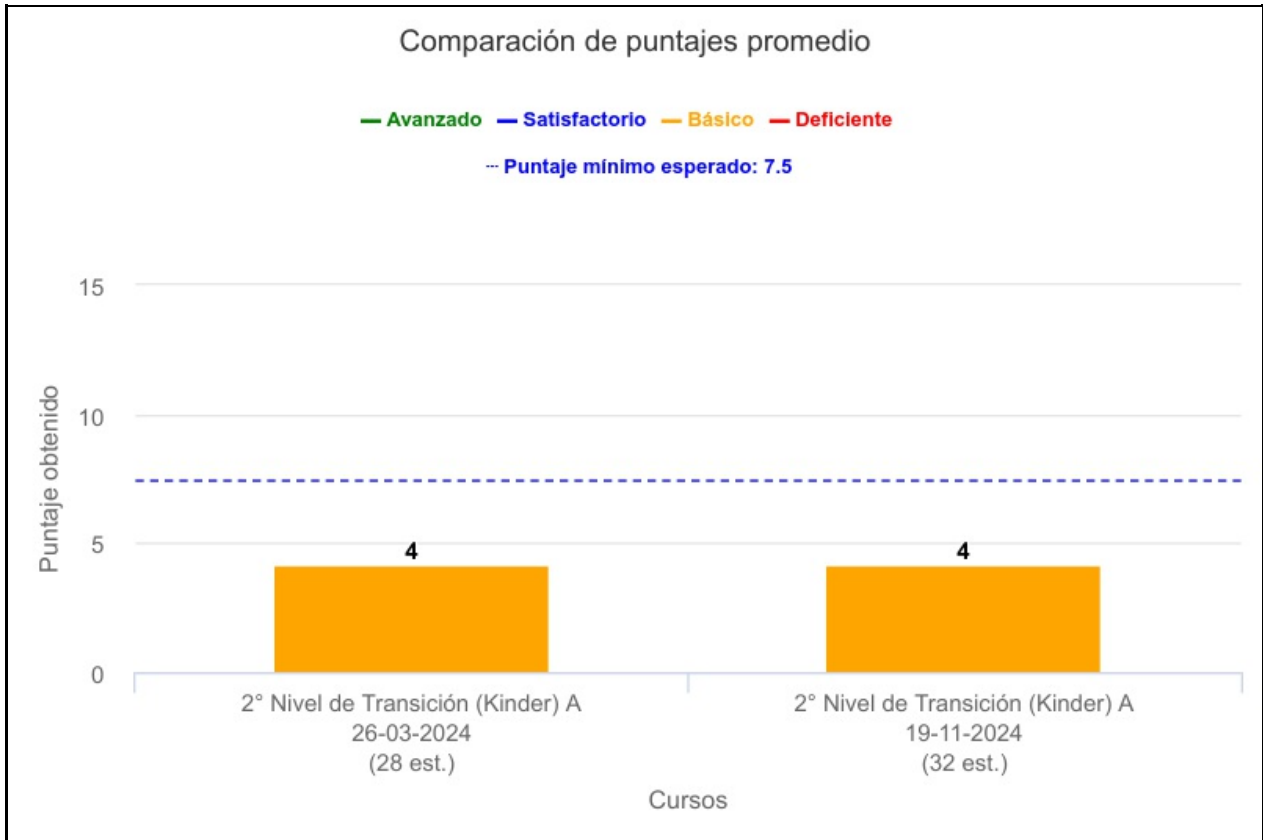 Comparación de puntajes promedio
Avanzado Satisfactorio Básico Deficiente
Puntaje mínimo esperado: 7.5
Puntaje obtenido
15
10
5
0
4
4
2° Nivel de Transición (Kinder) A
26-03-2024
(28 est.)
2° Nivel de Transición (Kinder) A
19-11-2024
(32 est.)
Cursos